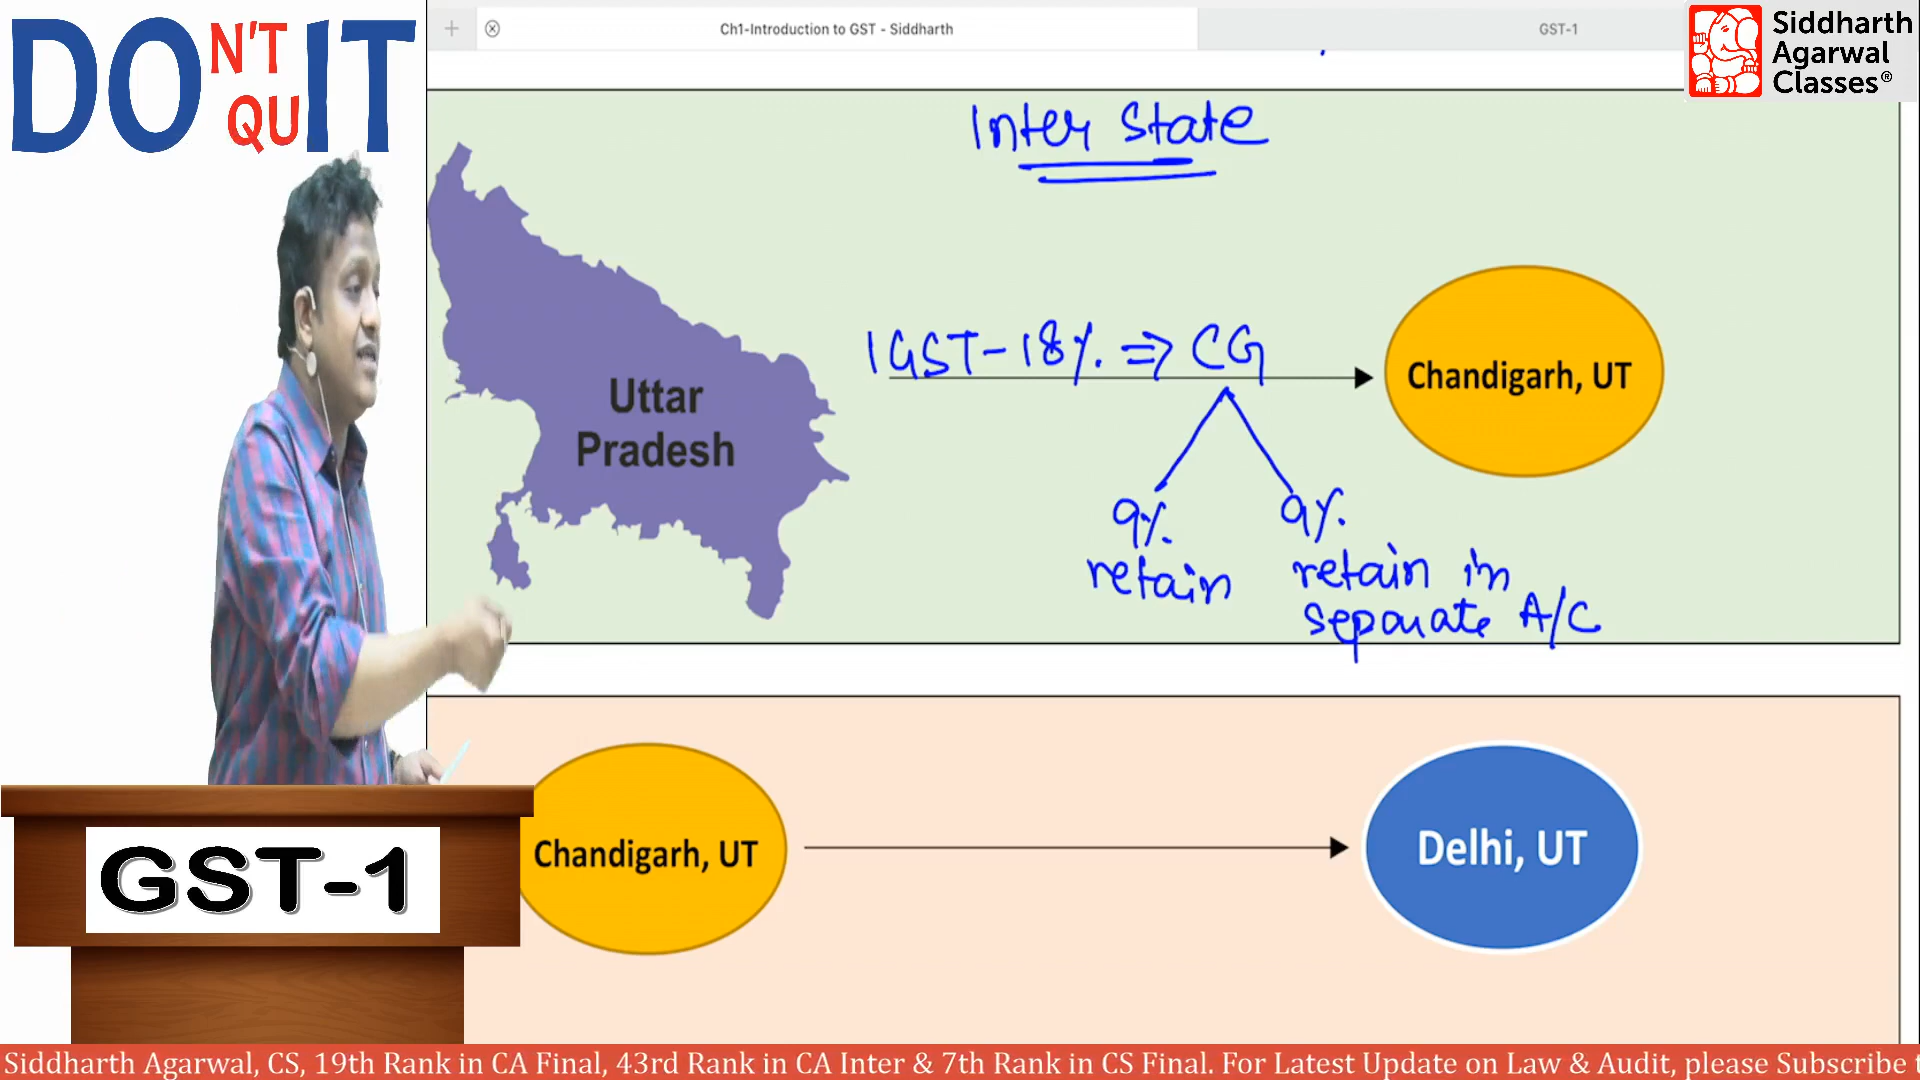 DON'T QUIT
Ch1-Introduction to GST - Siddharth
GST-1
Siddharth
Agarwal
Classes®
Inter State
IGST-18%. ⇒ CG
Uttar
Pradesh
Chandigarh, UT
9%.
retain
9%.
retain in
separate A/C
Chandigarh, UT
Delhi, UT
GST-1
Siddharth Agarwal, CS, 19th Rank in CA Final, 43rd Rank in CA Inter & 7th Rank in CS Final. For Latest Update on Law & Audit, please Subscribe